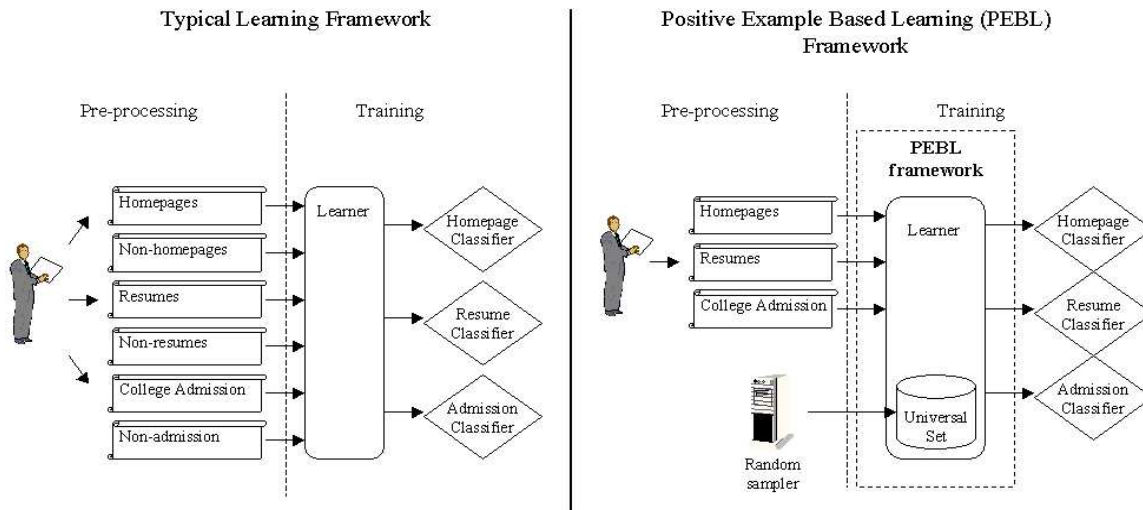 Typical Learning Framework
Pre-processing
Training
Homepages
Non-homepages
Resumes
Non-resumes
College Admission
Non-admission
Learner
Homepage
Classifier
Resume
Classifier
Admission
Classifier
Positive Example Based Learning (PEBL)
Framework
Pre-processing
Training
PEBL
framework
Homepages
Resumes
College Admission
Random
sampler
Learner
Universal
Set
Homepage
Classifier
Resume
Classifier
Admission
Classifier